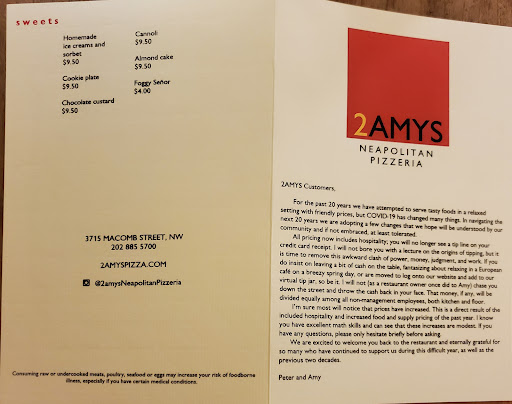 sweets
Homemade
ice creams and
sorbet
$9.50
Cookie plate
$9.50
Chocolate custard
$9.50
Cannoli
$9.50
Almond cake
$9.50
Foggy Señor
$4.00
3715 MACOMB STREET, NW
202 885 5700
2AMYSPIZZA.COM
@2amysNeapolitanPizzeria
Consuming raw or undercooked meats, poultry, seafood or eggs may increase your risk of foodborne
illness, especially if you have certain medical conditions.
2AMYS
NEAPOLITAN
PIZZERIA
2AMYS Customers,
For the past 20 years we have attempted to serve tasty foods in a relaxed
setting with friendly prices, but COVID-19 has changed many things. In navigating the
next 20 years we are adopting a few changes that we hope will be understood by our
community and if not embraced, at least tolerated.
All pricing now includes hospitality; you will no longer see a tip line on your
credit card receipt. I will not bore you with a lecture on the origins of tipping, but it
is time to remove this awkward clash of power, money, judgment, and work. If you
do insist on leaving a bit of cash on the table, fantasizing about relaxing in a European
café on a breezy spring day, or are moved to log onto our website and add to our
virtual tip jar, so be it. I will not (as a restaurant owner once did to Amy) chase you
down the street and throw the cash back in your face. That money, if any, will be
divided equally among all non-management employees, both kitchen and floor.
I'm sure most will notice that prices have increased. This is a direct result of the
included hospitality and increased food and supply pricing of the past year. I know
you have excellent math skills and can see that these increases are modest. If you
have any questions, please only hesitate briefly before asking.
We are excited to welcome you back to the restaurant and eternally grateful for
so many who have continued to support us during this difficult year, as well as the
previous two decades.
Peter and Amy